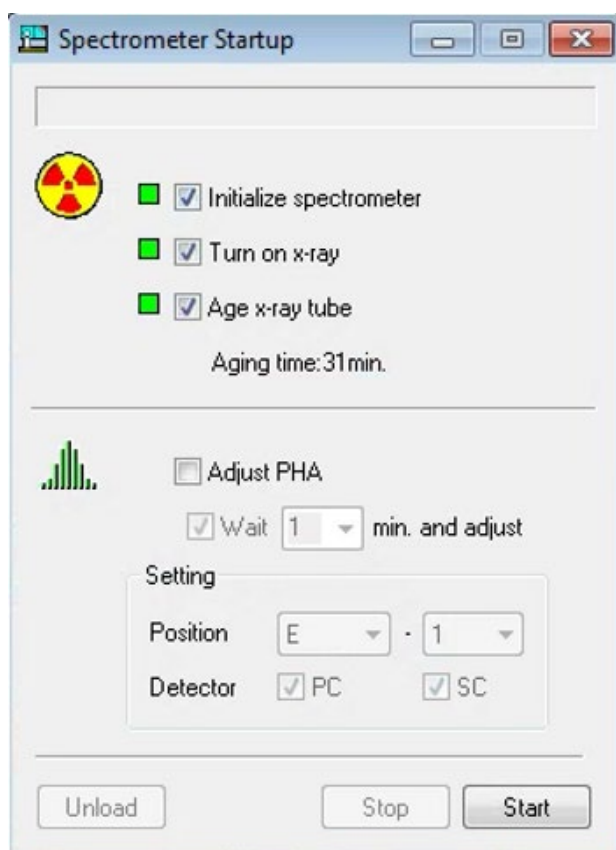 Spectrometer Startup
Initialize spectrometer
Turn on x-ray
Age x-ray tube
Aging time:31min.
Adjust PHA
Wait 1 min. and adjust
Setting
Position E - 1
Detector PC SC
Unload Stop Start